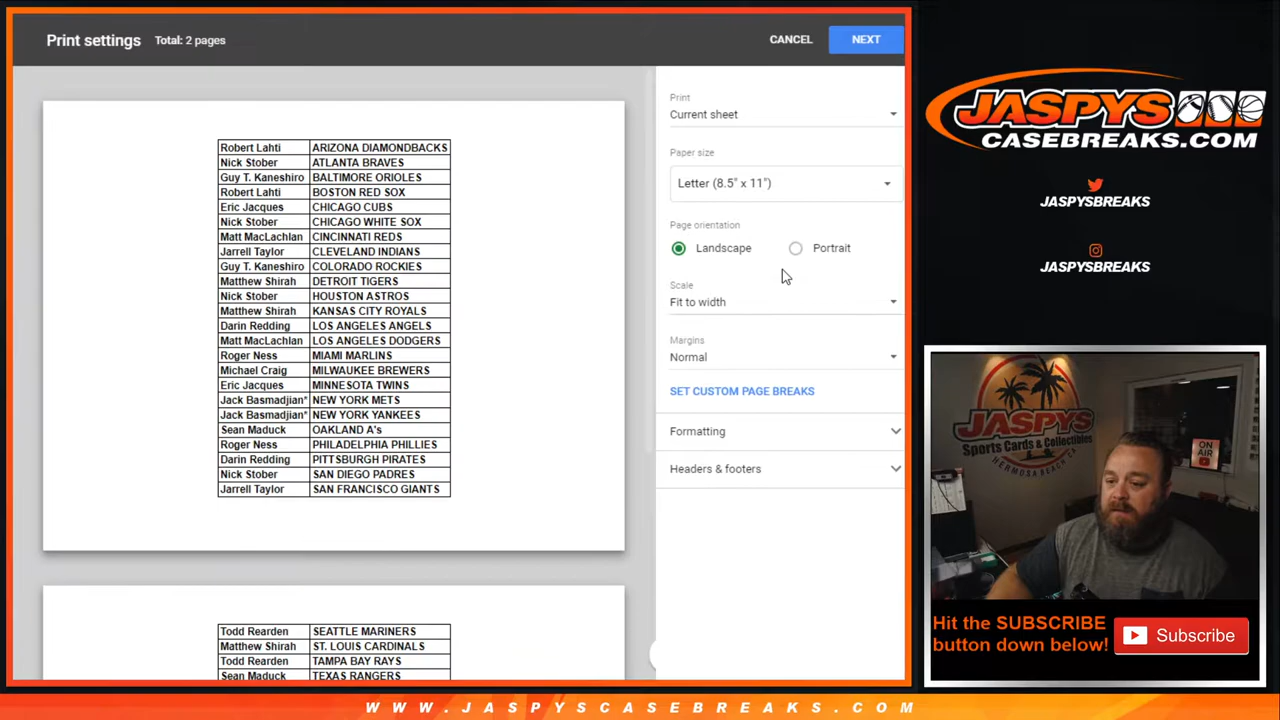 Print settings Total: 2 pages
CANCEL NEXT
Robert Lahti ARIZONA DIAMONDBACKS
Nick Stober ATLANTA BRAVES
Guy T. Kaneshiro BALTIMORE ORIOLES
Robert Lahti BOSTON RED SOX
Eric Jacques CHICAGO CUBS
Nick Stober CHICAGO WHITE SOX
Matt MacLachlan CINCINNATI REDS
Jarrell Taylor CLEVELAND INDIANS
Guy T. Kaneshiro COLORADO ROCKIES
Matthew Shirah DETROIT TIGERS
Nick Stober HOUSTON ASTROS
Matthew Shirah KANSAS CITY ROYALS
Darin Redding LOS ANGELES ANGELS
Matt MacLachlan LOS ANGELES DODGERS
Roger Ness MIAMI MARLINS
Michael Craig MILWAUKEE BREWERS
Eric Jacques MINNESOTA TWINS
Jack Basmadjian* NEW YORK METS
Jack Basmadjian* NEW YORK YANKEES
Sean Maduck OAKLAND A's
Roger Ness PHILADELPHIA PHILLIES
Darin Redding PITTSBURGH PIRATES
Nick Stober SAN DIEGO PADRES
Jarrell Taylor SAN FRANCISCO GIANTS
Todd Rearden SEATTLE MARINERS
Matthew Shirah ST. LOUIS CARDINALS
Todd Rearden TAMPA BAY RAYS
Sean Maduck TEXAS RANGERS
Print
Current sheet
Paper size
Letter (8.5" x 11")
Page orientation
Landscape Portrait
Scale
Fit to width
Margins
Normal
SET CUSTOM PAGE BREAKS
Formatting
Headers & footers
JASPYS
CASEBREAKS.COM
JASPYSBREAKS
JASPYSBREAKS
JASPYS
Sports Cards & Collectibles
HERMOSA BEACH CA
ON AIR
Hit the SUBSCRIBE
button down below!
Subscribe
WWW.JASPYSCASEBREAKS.COM